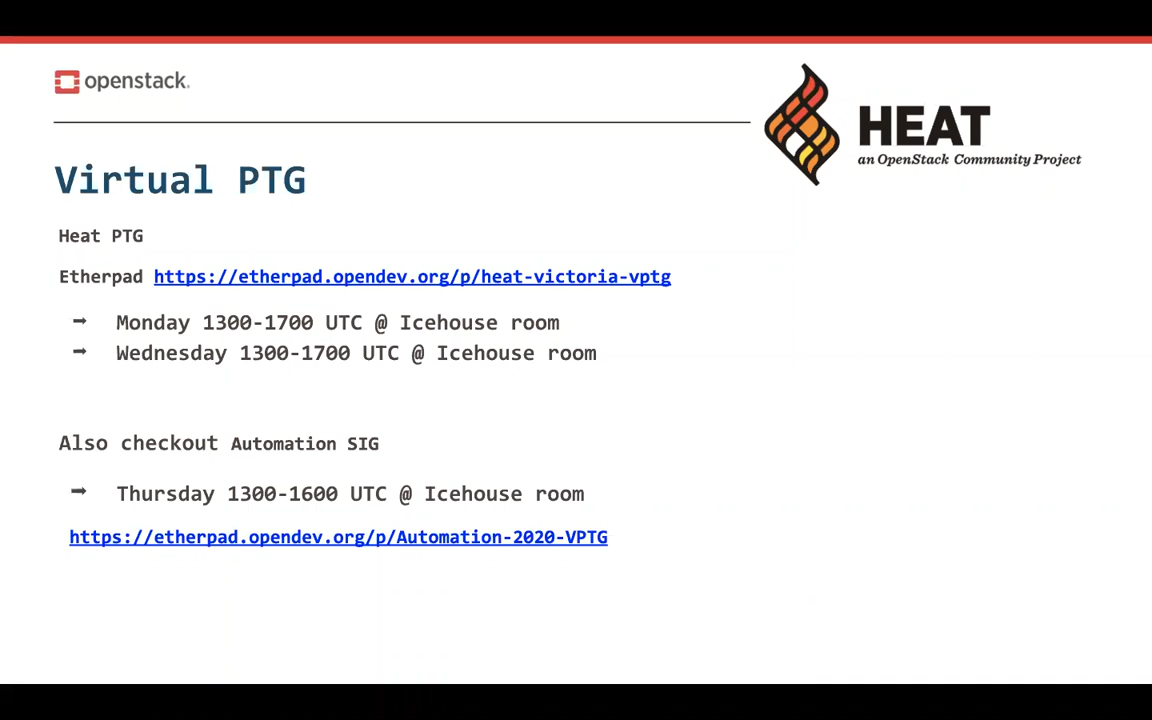 openstack.
HEAT
an OpenStack Community Project
Virtual PTG
Heat PTG
Etherpad https://etherpad.opendev.org/p/heat-victoria-vptg
➡ Monday 1300-1700 UTC @ Icehouse room
➡ Wednesday 1300-1700 UTC @ Icehouse room
Also checkout Automation SIG
➡ Thursday 1300-1600 UTC @ Icehouse room
https://etherpad.opendev.org/p/Automation-2020-VPTG